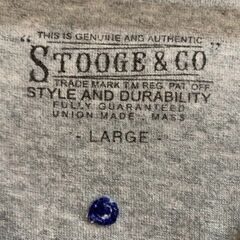 "THIS IS GENUINE AND AUTHENTIC"
STOOGE & CO
TRADE MARK T.M REG. PAT. OFF
STYLE AND DURABILITY
FULLY GUARANTEED
UNION MADE - MASS
- LARGE -